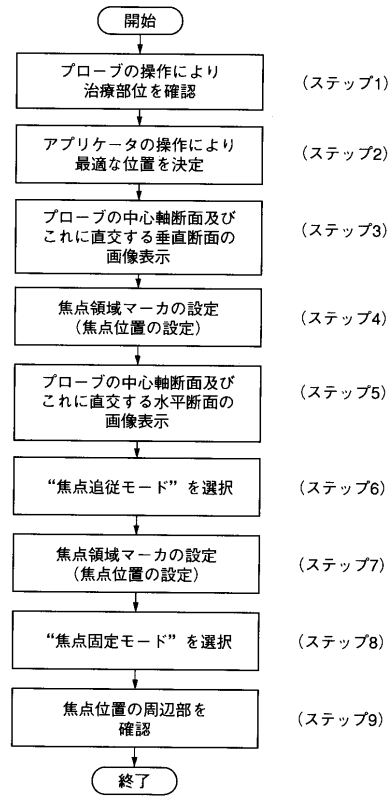 開始
プローブの操作により
治療部位を確認
(ステップ1)
アプリケータの操作により
最適な位置を決定
(ステップ2)
プローブの中心軸断面及び
これに直交する垂直断面の
画像表示
(ステップ3)
焦点領域マーカの設定
(焦点位置の設定)
(ステップ4)
プローブの中心軸断面及び
これに直交する水平断面の
画像表示
(ステップ5)
“焦点追従モード”を選択
(ステップ6)
焦点領域マーカの設定
(焦点位置の設定)
(ステップ7)
“焦点固定モード”を選択
(ステップ8)
焦点位置の周辺部を
確認
(ステップ9)
終了